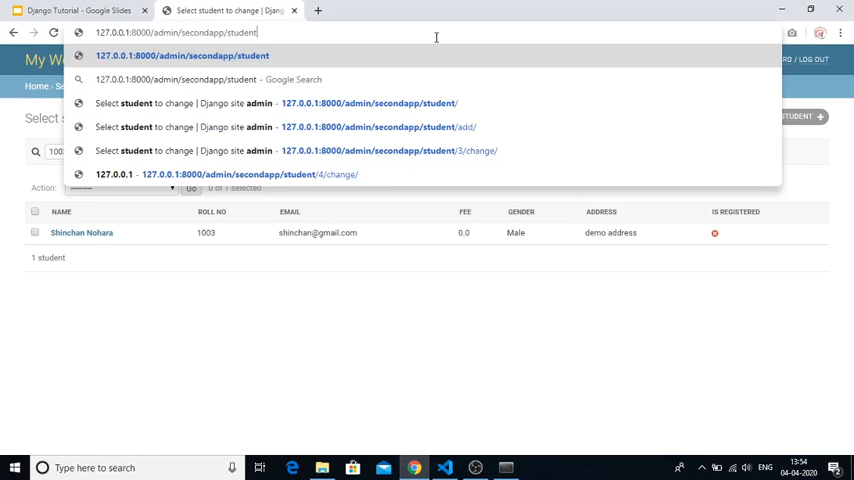 Django Tutorial - Google Slides
Select student to change | Djang
127.0.0.1:8000/admin/secondapp/student
127.0.0.1:8000/admin/secondapp/student
127.0.0.1:8000/admin/secondapp/student - Google Search
Select student to change | Django site admin - 127.0.0.1:8000/admin/secondapp/student/
Select student to change | Django site admin - 127.0.0.1:8000/admin/secondapp/student/add/
Select student to change | Django site admin - 127.0.0.1:8000/admin/secondapp/student/3/change/
127.0.0.1 - 127.0.0.1:8000/admin/secondapp/student/4/change/
My W
RD / LOG OUT
Home › Se
Select s
STUDENT +
100
Action:
Go
0 of 1 selected
NAME ROLL NO EMAIL FEE GENDER ADDRESS IS REGISTERED
Shinchan Nohara 1003 shinchan@gmail.com 0.0 Male demo address
1 student
Type here to search
ENG
13:54
04-04-2020
2